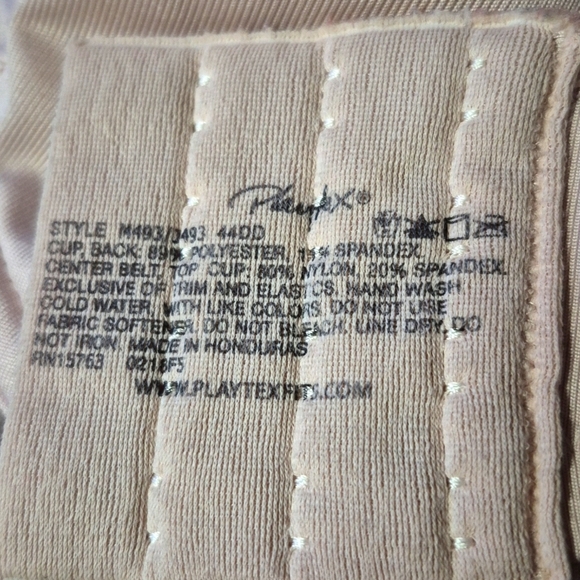 Playtex®
STYLE M493/0493 44DD
CUP, BACK: 89% POLYESTER, 11% SPANDEX.
CENTER BELT, TOP CUP: 80% NYLON, 20% SPANDEX.
EXCLUSIVE OF TRIM AND ELASTICS. HAND WASH
COLD WATER, WITH LIKE COLORS, DO NOT USE
FABRIC SOFTENER, DO NOT BLEACH. LINE DRY, DO
NOT IRON MADE IN HONDURAS
RN15763 0218F5
WWW.PLAYTEXFITS.COM